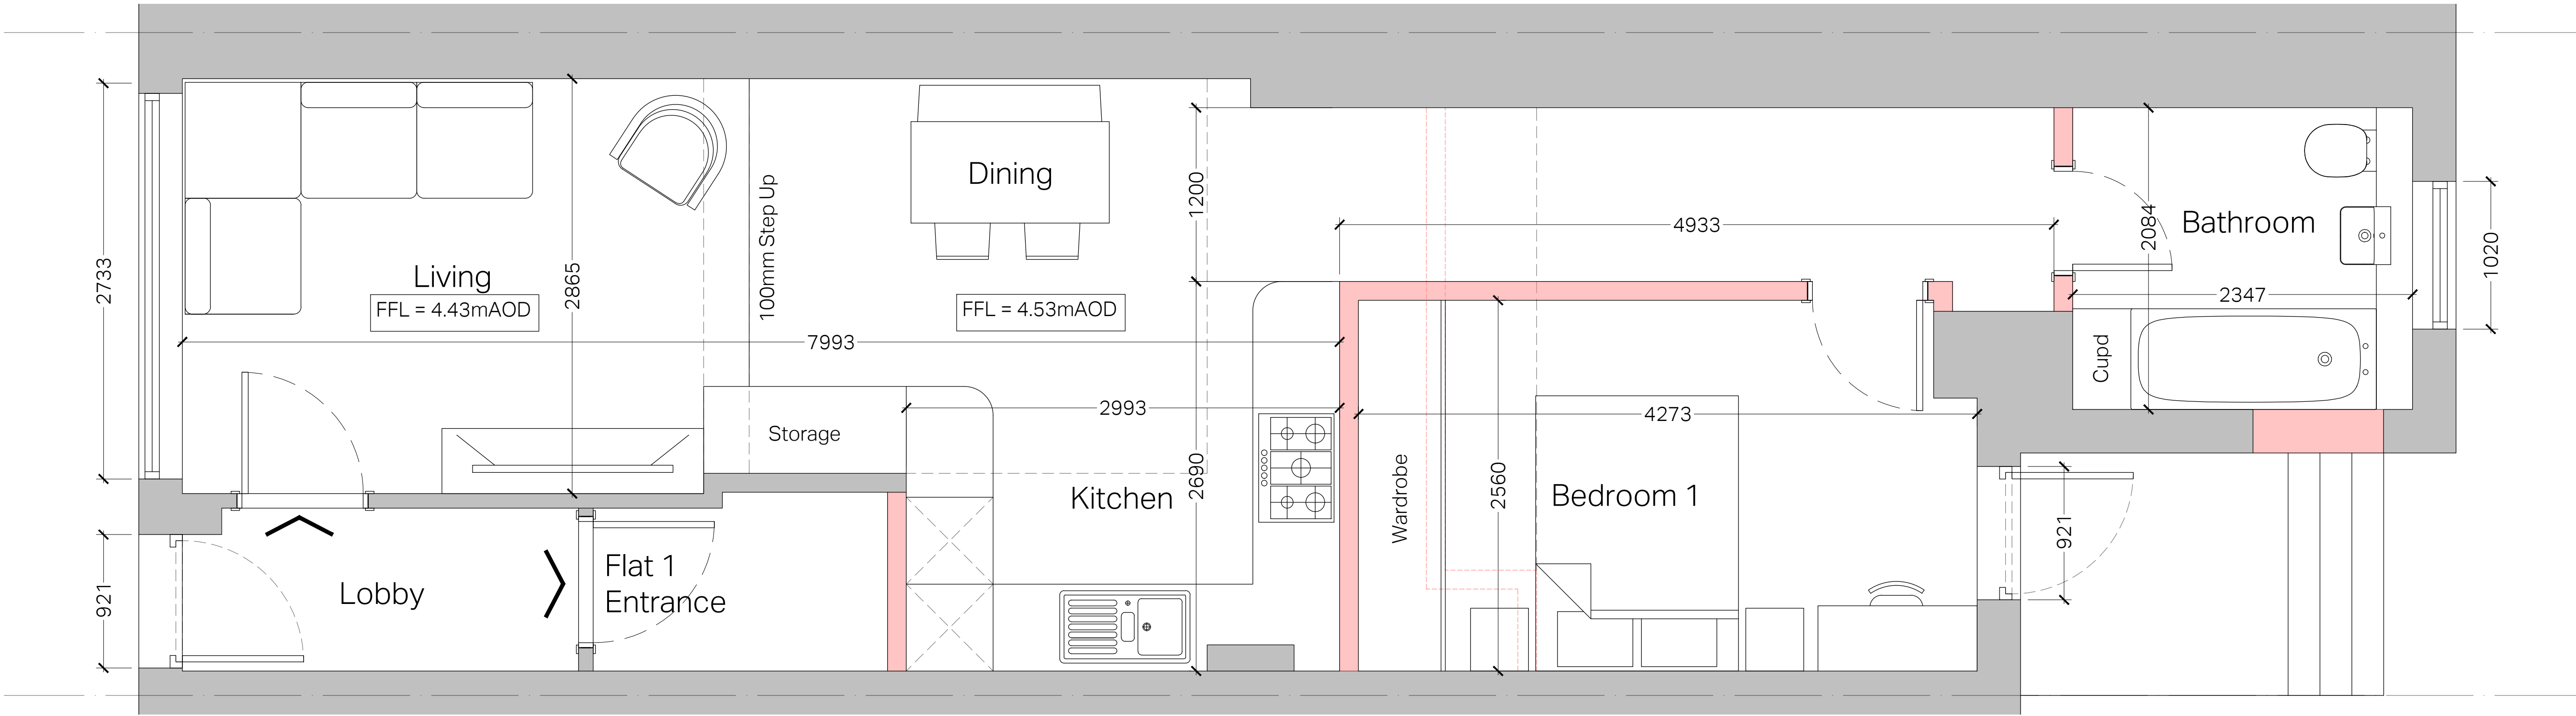 2733
921
Living
FFL = 4.43mAOD
2865
100mm Step Up
Dining
FFL = 4.53mAOD
7993
2993
Storage
Lobby
Flat 1
Entrance
Kitchen
1200
2690
4933
Wardrobe
2560
Bedroom 1
4273
2084
Bathroom
2347
Cupd
921
1020